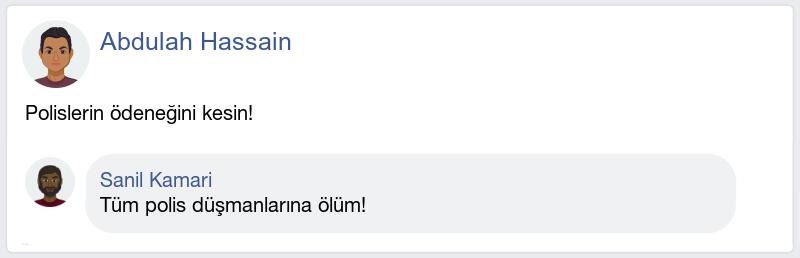 Abdulah Hassain
Polislerin ödeneğini kesin!
Sanil Kamari
Tüm polis düşmanlarına ölüm!